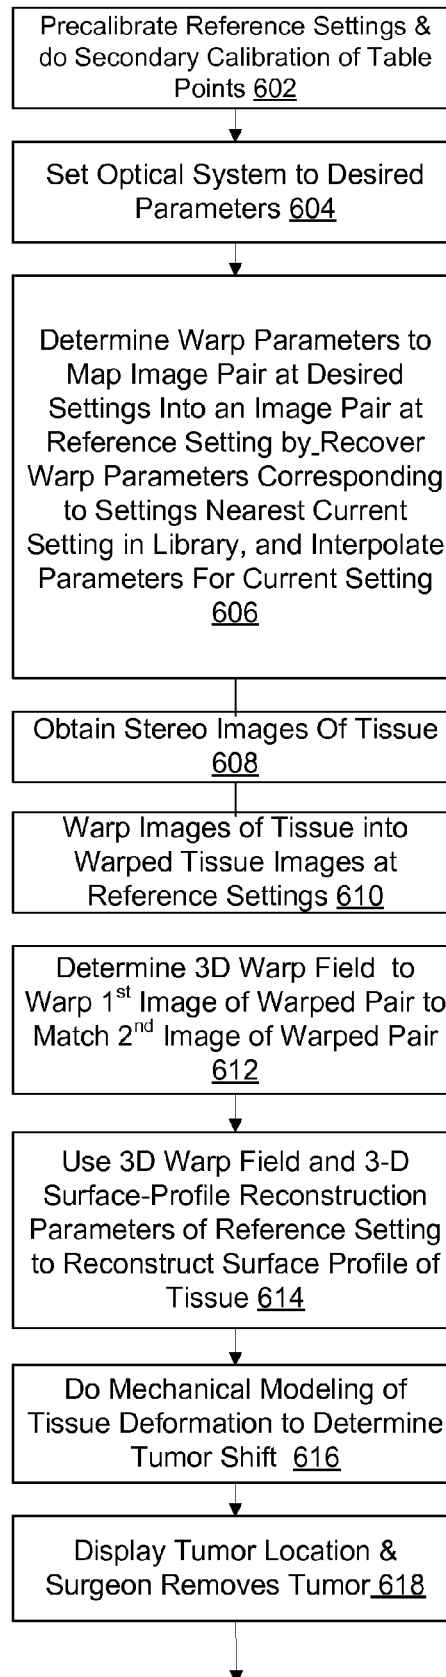 Precalibrate Reference Settings &
do Secondary Calibration of Table
Points 602
Set Optical System to Desired
Parameters 604
Determine Warp Parameters to
Map Image Pair at Desired
Settings Into an Image Pair at
Reference Setting by Recover
Warp Parameters Corresponding
to Settings Nearest Current
Setting in Library, and Interpolate
Parameters For Current Setting
606
Obtain Stereo Images Of Tissue
608
Warp Images of Tissue into
Warped Tissue Images at
Reference Settings 610
Determine 3D Warp Field to
Warp 1st Image of Warped Pair to
Match 2nd Image of Warped Pair
612
Use 3D Warp Field and 3-D
Surface-Profile Reconstruction
Parameters of Reference Setting
to Reconstruct Surface Profile of
Tissue 614
Do Mechanical Modeling of
Tissue Deformation to Determine
Tumor Shift 616
Display Tumor Location &
Surgeon Removes Tumor 618